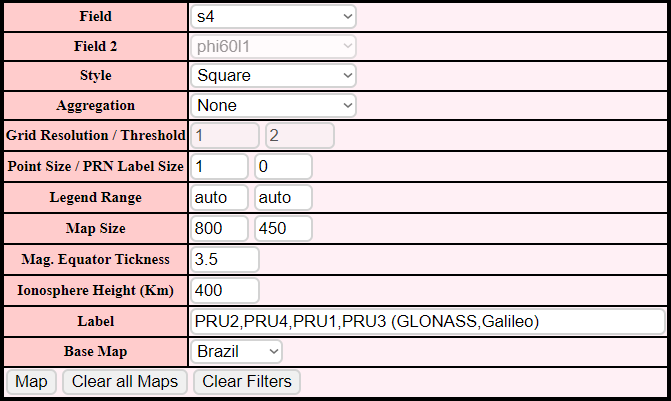 Field s4
Field 2 phi60l1
Style Square
Aggregation None
Grid Resolution / Threshold 1 2
Point Size / PRN Label Size 1 0
Legend Range auto auto
Map Size 800 450
Mag. Equator Tickness 3.5
Ionosphere Height (Km) 400
Label PRU2,PRU4,PRU1,PRU3 (GLONASS,Galileo)
Base Map Brazil
Map Clear all Maps Clear Filters